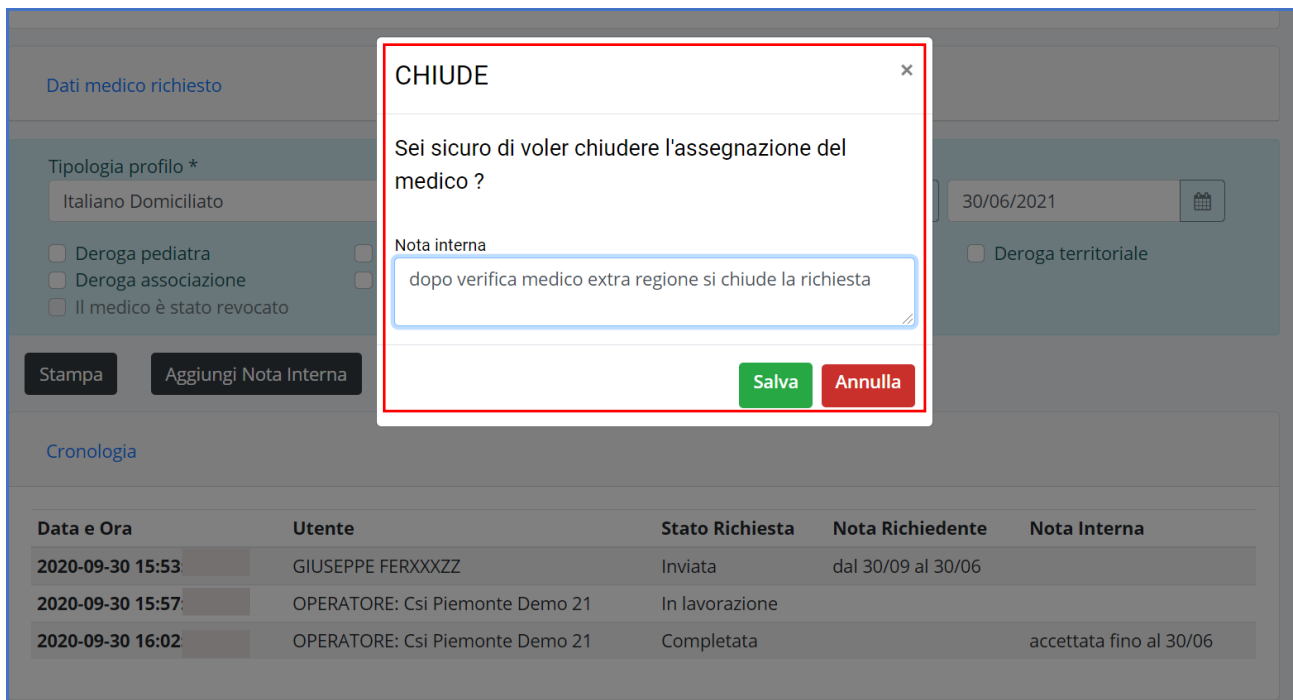 Dati medico richiesto
CHIUDE ×
Sei sicuro di voler chiudere l'assegnazione del
medico ?
Nota interna
dopo verifica medico extra regione si chiude la richiesta
Salva Annulla
Tipologia profilo *
Italiano Domiciliato
30/06/2021
Deroga pediatra
Deroga territoriale
Deroga associazione
Il medico è stato revocato
Stampa Aggiungi Nota Interna
Cronologia
Data e Ora Utente Stato Richiesta Nota Richiedente Nota Interna
2020-09-30 15:53: GIUSEPPE FERXXXZZ Inviata dal 30/09 al 30/06
2020-09-30 15:57: OPERATORE: Csi Piemonte Demo 21 In lavorazione
2020-09-30 16:02: OPERATORE: Csi Piemonte Demo 21 Completata accettata fino al 30/06